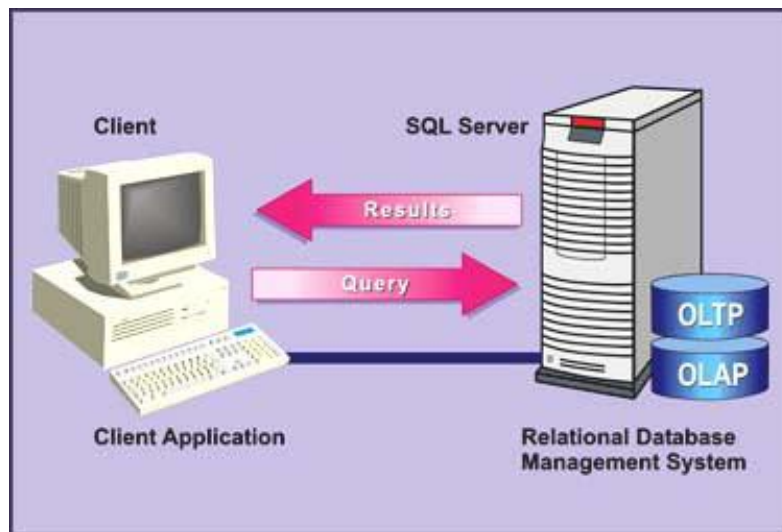 Client
SQL Server
Results
Query
OLTP
OLAP
Client Application
Relational Database
Management System